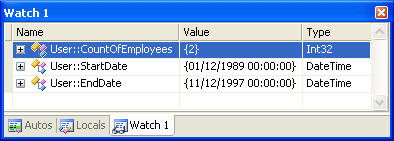 Watch 1
Name Value Type
User::CountOfEmployees {2} Int32
User::StartDate {01/12/1989 00:00:00} DateTime
User::EndDate {11/12/1997 00:00:00} DateTime
Autos Locals Watch 1